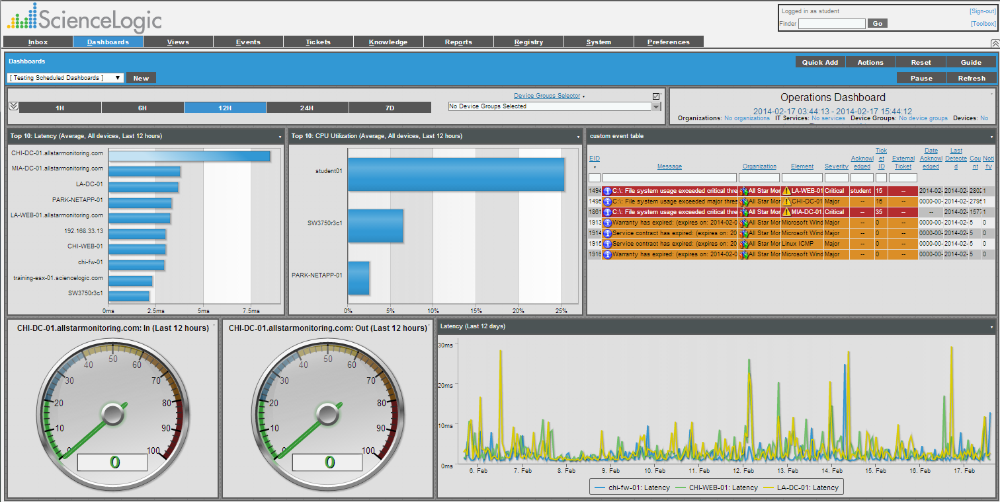 ScienceLogic
Logged in as student [Sign-out]
Finder Go [Toolbox]
Inbox Dashboards Views Events Tickets Knowledge Reports Registry System Preferences
Dashboards
Quick Add Actions Reset Guide
[ Testing Scheduled Dashboards ] New Pause Refresh
Device Groups Selector
1H 6H 12H 24H 7D
No Device Groups Selected
Operations Dashboard
2014-02-17 03:44:13 - 2014-02-17 15:44:12
Organizations: No organizations IT Services: No services Device Groups: No device groups Devices: No
Top 10: Latency (Average, All devices, Last 12 hours)
CHI-DC-01.allstarmonitoring.com
MIA-DC-01.allstarmonitoring.com
LA-DC-01
PARK-NETAPP-01
LA-WEB-01.allstarmonitoring.com
192.168.33.13
CHI-WEB-01
chi-fw-01
training-esx-01.sciencelogic.com
SW3750r3c1
0ms 2.5ms 5ms 7.5ms
Top 10: CPU Utilization (Average, All devices, Last 12 hours)
student01
SW3750r3c1
PARK-NETAPP-01
0% 5% 10% 15% 20% 25%
custom event table
EID Message Organization Element Severity Acknowledged Ticket ID External Ticket Date Acknowledged Last Detected Count Notify
1494 C:\: File system usage exceeded critical thre All Star Mor LA-WEB-01 Critical student 15 -- 2014-02- 2014-02- 2802 1
1495 C:\: File system usage exceeded major thres All Star Mor CHI-DC-01 Major -- 16 -- 0000-00- 2014-02- 2795 1
1861 C:\: File system usage exceeded critical thre All Star Mor MIA-DC-01. Critical -- 35 -- -- 2014-02- 1577 1
1913 Warranty has expired: (expires on: 2014-02-0 All Star Mor Microsoft Wind Major -- 0 -- 0000-00- 2014-02- 5 0
1914 Service contract has expired: (expires on: 20 All Star Mor Microsoft Wind Major -- 0 -- 0000-00- 2014-02- 5 0
1915 Service contract has expired: (expires on: 20 All Star Mor Linux ICMP Major -- 0 -- 0000-00- 2014-02- 5 0
1916 Warranty has expired: (expires on: 2014-02-0 All Star Mor Microsoft Wind Major -- 0 -- 0000-00- 2014-02- 5 0
CHI-DC-01.allstarmonitoring.com: In (Last 12 hours)
0 10 20 30 40 50 60 70 80 90 100
0
CHI-DC-01.allstarmonitoring.com: Out (Last 12 hours)
0 10 20 30 40 50 60 70 80 90 100
0
Latency (Last 12 days)
30ms
20ms
10ms
0ms
6. Feb 7. Feb 8. Feb 9. Feb 10. Feb 11. Feb 12. Feb 13. Feb 14. Feb 15. Feb 16. Feb 17. Feb
chi-fw-01: Latency CHI-WEB-01: Latency LA-DC-01: Latency